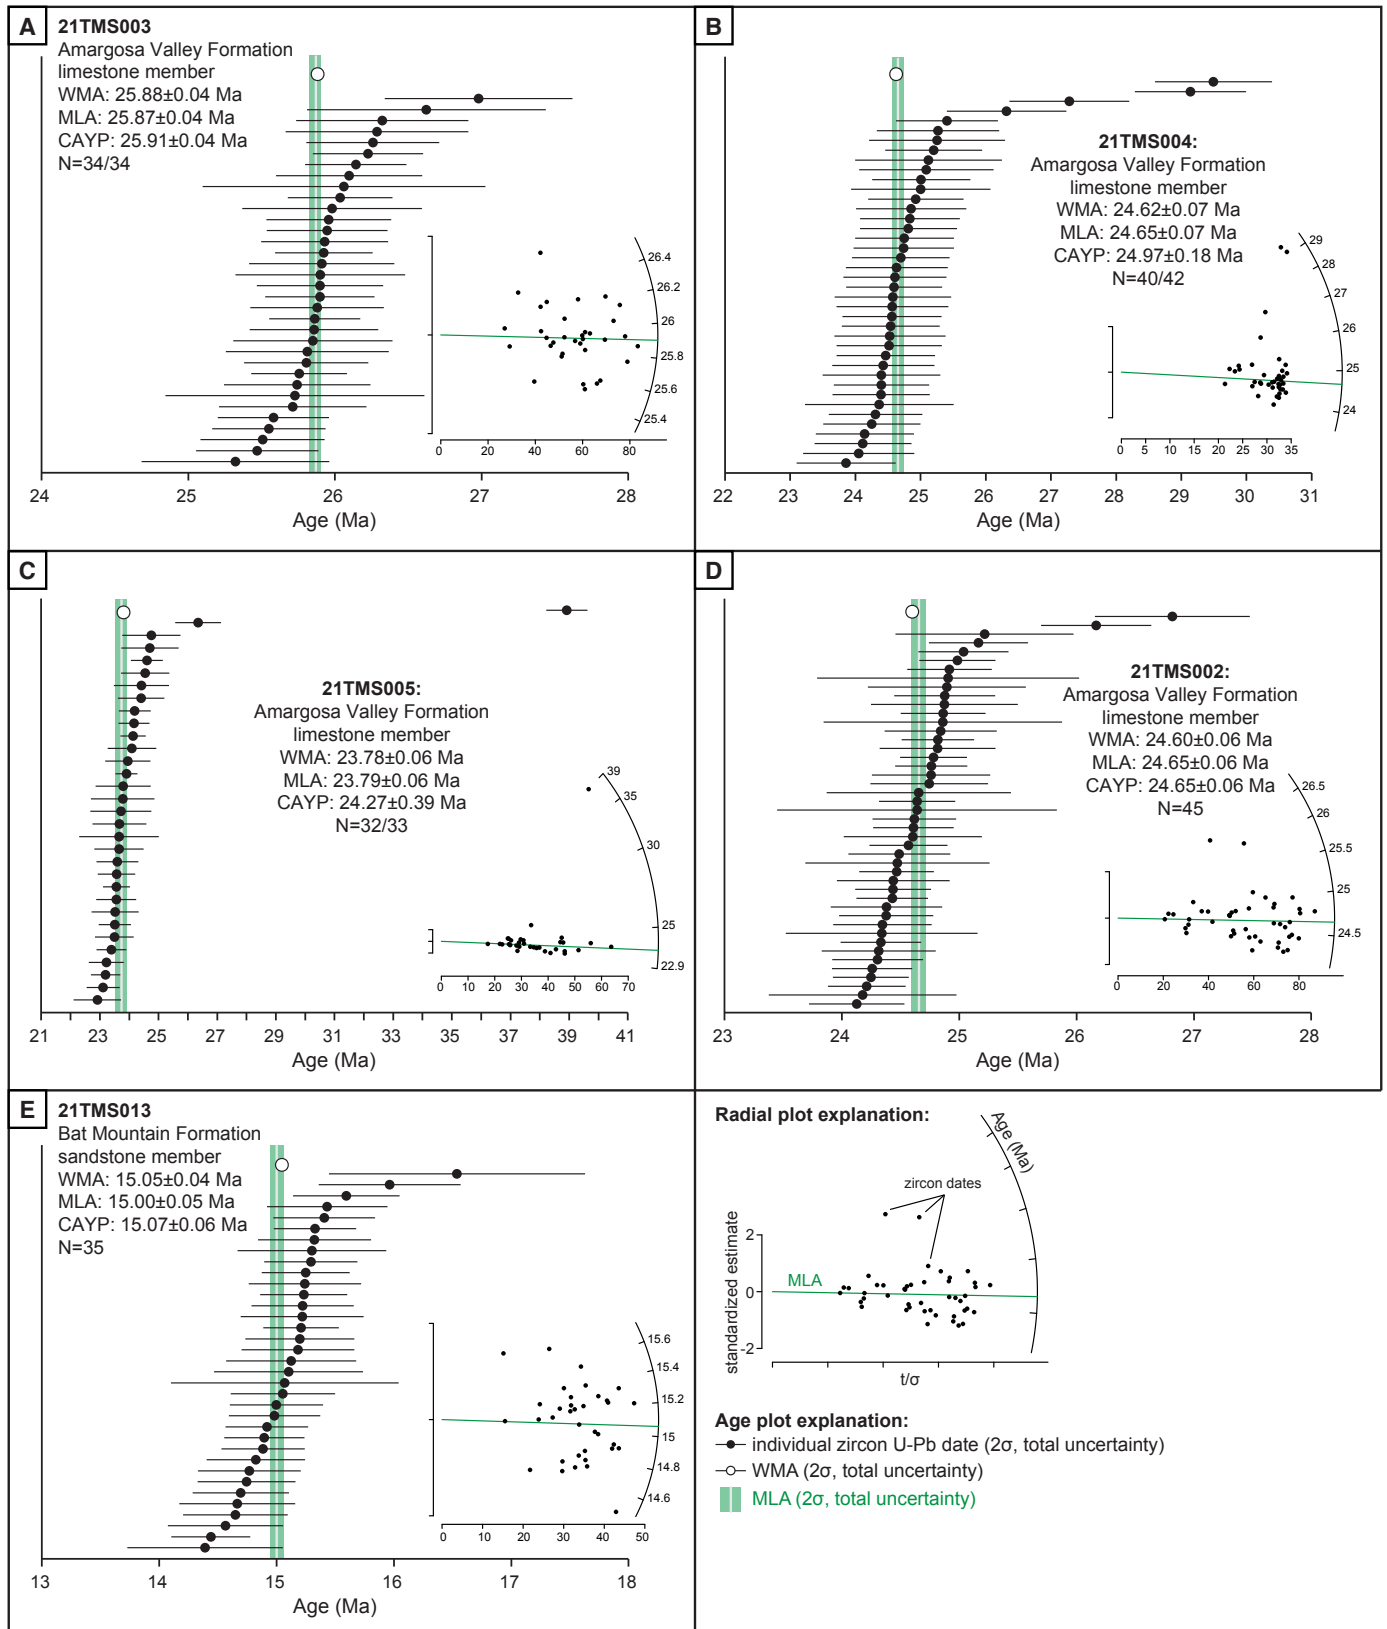 A
21TMS003
Amargosa Valley Formation
limestone member
WMA: 25.88±0.04 Ma
MLA: 25.87±0.04 Ma
CAYP: 25.91±0.04 Ma
N=34/34
26.4
26.2
26
25.8
25.6
25.4
0 20 40 60 80
24 25 26 27 28
Age (Ma)
B
21TMS004:
Amargosa Valley Formation
limestone member
WMA: 24.62±0.07 Ma
MLA: 24.65±0.07 Ma
CAYP: 24.97±0.18 Ma
N=40/42
29
28
27
26
25
24
0 5 10 15 20 25 30 35
22 23 24 25 26 27 28 29 30 31
Age (Ma)
C
21TMS005:
Amargosa Valley Formation
limestone member
WMA: 23.78±0.06 Ma
MLA: 23.79±0.06 Ma
CAYP: 24.27±0.39 Ma
N=32/33
39
35
30
25
22.9
0 10 20 30 40 50 60 70
21 23 25 27 29 31 33 35 37 39 41
Age (Ma)
D
21TMS002:
Amargosa Valley Formation
limestone member
WMA: 24.60±0.06 Ma
MLA: 24.65±0.06 Ma
CAYP: 24.65±0.06 Ma
N=45
26.5
26
25.5
25
24.5
0 20 40 60 80
23 24 25 26 27 28
Age (Ma)
E
21TMS013
Bat Mountain Formation
sandstone member
WMA: 15.05±0.04 Ma
MLA: 15.00±0.05 Ma
CAYP: 15.07±0.06 Ma
N=35
15.6
15.4
15.2
15
14.8
14.6
0 10 20 30 40 50
13 14 15 16 17 18
Age (Ma)
Radial plot explanation:
Age (Ma)
zircon dates
standardized estimate
2
0
-2
MLA
t/σ
Age plot explanation:
individual zircon U-Pb date (2σ, total uncertainty)
WMA (2σ, total uncertainty)
MLA (2σ, total uncertainty)